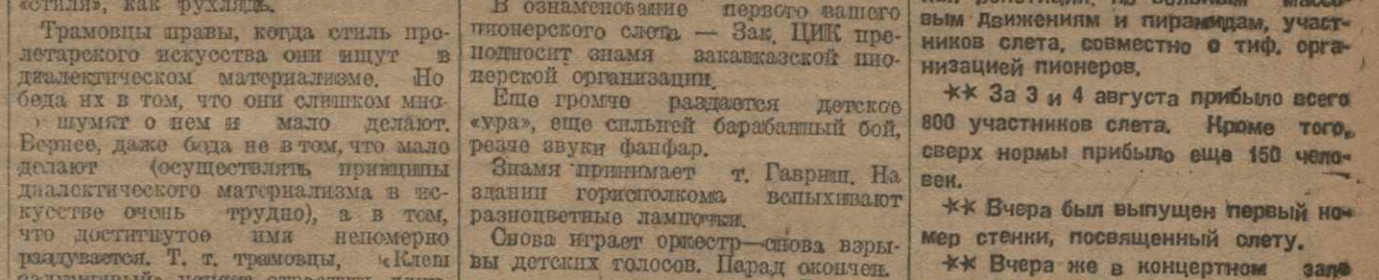 «стиля», как фухлядь.
Трамовцы правы, когда стиль про-
летарского искусства они ищут в
диалектическом материализме. Но
беда их в том, что они слишком мно-
шумят о нем и мало делают.
Вернее, даже беда не в том, что мало
делают (осуществлять принципы
диалектического материализма в ис-
кусстве очень трудно), а в том,
что достигнутое ими непомерно
раздувается. Т. т. трамовцы, «Клеш
В ознаменование первого вашего
пионерского слета — Зак. ЦИК пре-
подносит знамя закавказской пио-
нерской организации.
Еще громче раздается детское
«ура», еще сильней барабанный бой,
резче звуки фанфар.
Знамя принимает т. Гавриш. На
здании горисполкома вспыхивают
разноцветные лампочки.
Снова играет оркестр—снова взры-
вы детских голосов. Парад окончен.
вым движениям и пирамидам, участ-
ников слета, совместно с тиф. орга-
низацией пионеров.
** За 3 и 4 августа прибыло всего
800 участников слета. Кроме того,
сверх нормы прибыло еще 150 чело-
век.
** Вчера был выпущен первый но-
мер стенки, посвященный слету.
** Вчера же в концертном зале